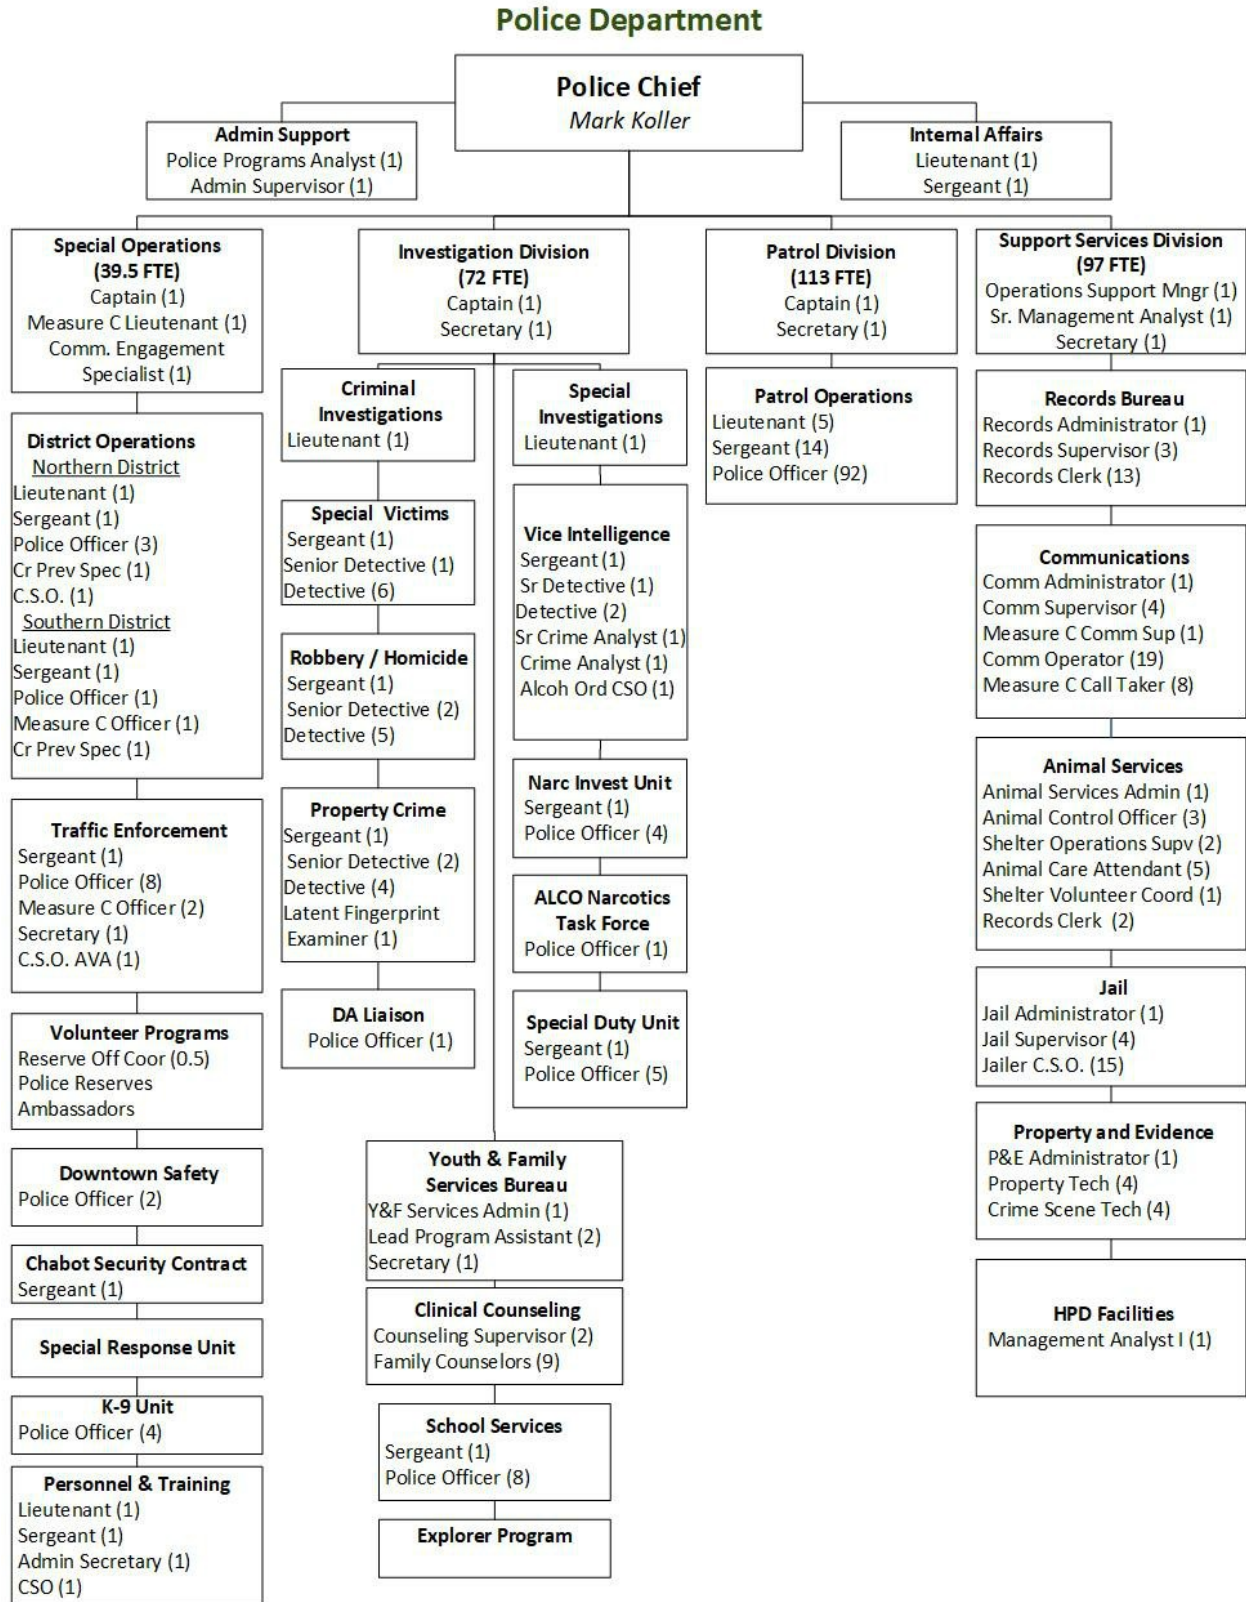 Police Department
Police Chief
Mark Koller
Admin Support
Police Programs Analyst (1)
Admin Supervisor (1)
Internal Affairs
Lieutenant (1)
Sergeant (1)
Special Operations
(39.5 FTE)
Captain (1)
Measure C Lieutenant (1)
Comm. Engagement
Specialist (1)
District Operations
Northern District
Lieutenant (1)
Sergeant (1)
Police Officer (3)
Cr Prev Spec (1)
C.S.O. (1)
Southern District
Lieutenant (1)
Sergeant (1)
Police Officer (1)
Measure C Officer (1)
Cr Prev Spec (1)
Traffic Enforcement
Sergeant (1)
Police Officer (8)
Measure C Officer (2)
Secretary (1)
C.S.O. AVA (1)
Volunteer Programs
Reserve Off Coor (0.5)
Police Reserves
Ambassadors
Downtown Safety
Police Officer (2)
Chabot Security Contract
Sergeant (1)
Special Response Unit
K-9 Unit
Police Officer (4)
Personnel & Training
Lieutenant (1)
Sergeant (1)
Admin Secretary (1)
CSO (1)
Investigation Division
(72 FTE)
Captain (1)
Secretary (1)
Criminal
Investigations
Lieutenant (1)
Special Victims
Sergeant (1)
Senior Detective (1)
Detective (6)
Robbery / Homicide
Sergeant (1)
Senior Detective (2)
Detective (5)
Property Crime
Sergeant (1)
Senior Detective (2)
Detective (4)
Latent Fingerprint
Examiner (1)
DA Liaison
Police Officer (1)
Special
Investigations
Lieutenant (1)
Vice Intelligence
Sergeant (1)
Sr Detective (1)
Detective (2)
Sr Crime Analyst (1)
Crime Analyst (1)
Alcoh Ord CSO (1)
Narc Invest Unit
Sergeant (1)
Police Officer (4)
ALCO Narcotics
Task Force
Police Officer (1)
Special Duty Unit
Sergeant (1)
Police Officer (5)
Youth & Family
Services Bureau
Y&F Services Admin (1)
Lead Program Assistant (2)
Secretary (1)
Clinical Counseling
Counseling Supervisor (2)
Family Counselors (9)
School Services
Sergeant (1)
Police Officer (8)
Explorer Program
Patrol Division
(113 FTE)
Captain (1)
Secretary (1)
Patrol Operations
Lieutenant (5)
Sergeant (14)
Police Officer (92)
Support Services Division
(97 FTE)
Operations Support Mngr (1)
Sr. Management Analyst (1)
Secretary (1)
Records Bureau
Records Administrator (1)
Records Supervisor (3)
Records Clerk (13)
Communications
Comm Administrator (1)
Comm Supervisor (4)
Measure C Comm Sup (1)
Comm Operator (19)
Measure C Call Taker (8)
Animal Services
Animal Services Admin (1)
Animal Control Officer (3)
Shelter Operations Supv (2)
Animal Care Attendant (5)
Shelter Volunteer Coord (1)
Records Clerk (2)
Jail
Jail Administrator (1)
Jail Supervisor (4)
Jailer C.S.O. (15)
Property and Evidence
P&E Administrator (1)
Property Tech (4)
Crime Scene Tech (4)
HPD Facilities
Management Analyst I (1)